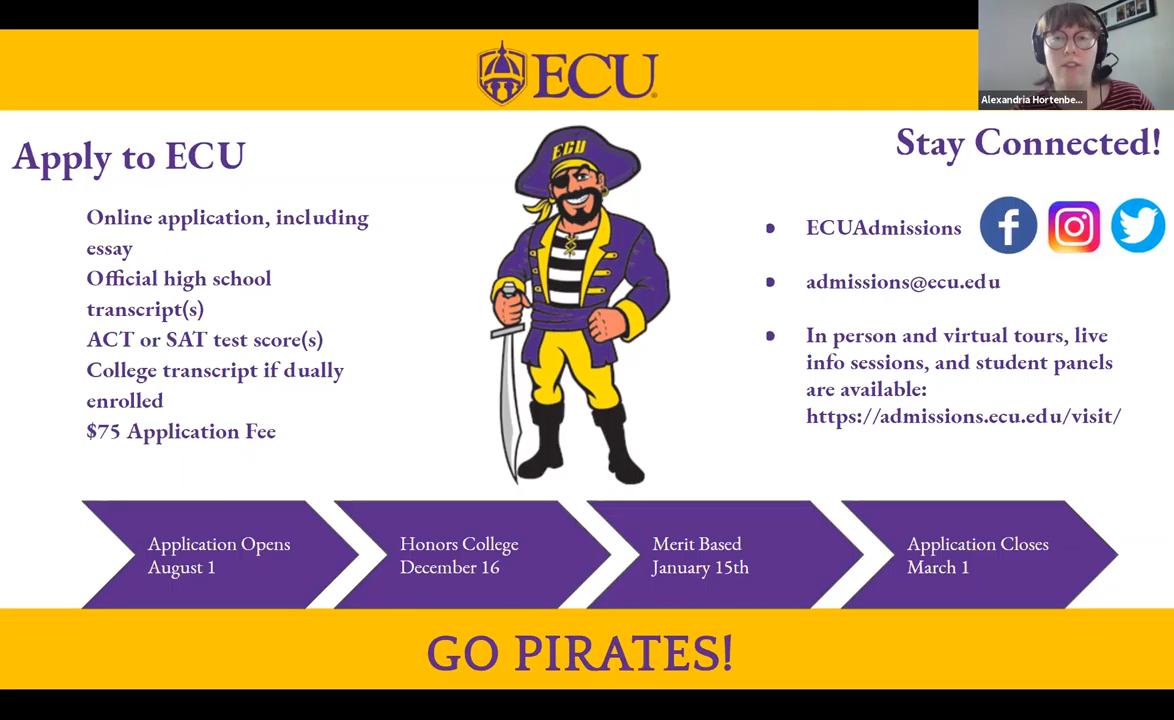 ECU
Alexandria Hortenbe...
Apply to ECU
Online application, including
essay
Official high school
transcript(s)
ACT or SAT test score(s)
College transcript if dually
enrolled
$75 Application Fee
ECU
Stay Connected!
ECUAdmissions
admissions@ecu.edu
In person and virtual tours, live
info sessions, and student panels
are available:
https://admissions.ecu.edu/visit/
Application Opens
August 1
Honors College
December 16
Merit Based
January 15th
Application Closes
March 1
GO PIRATES!